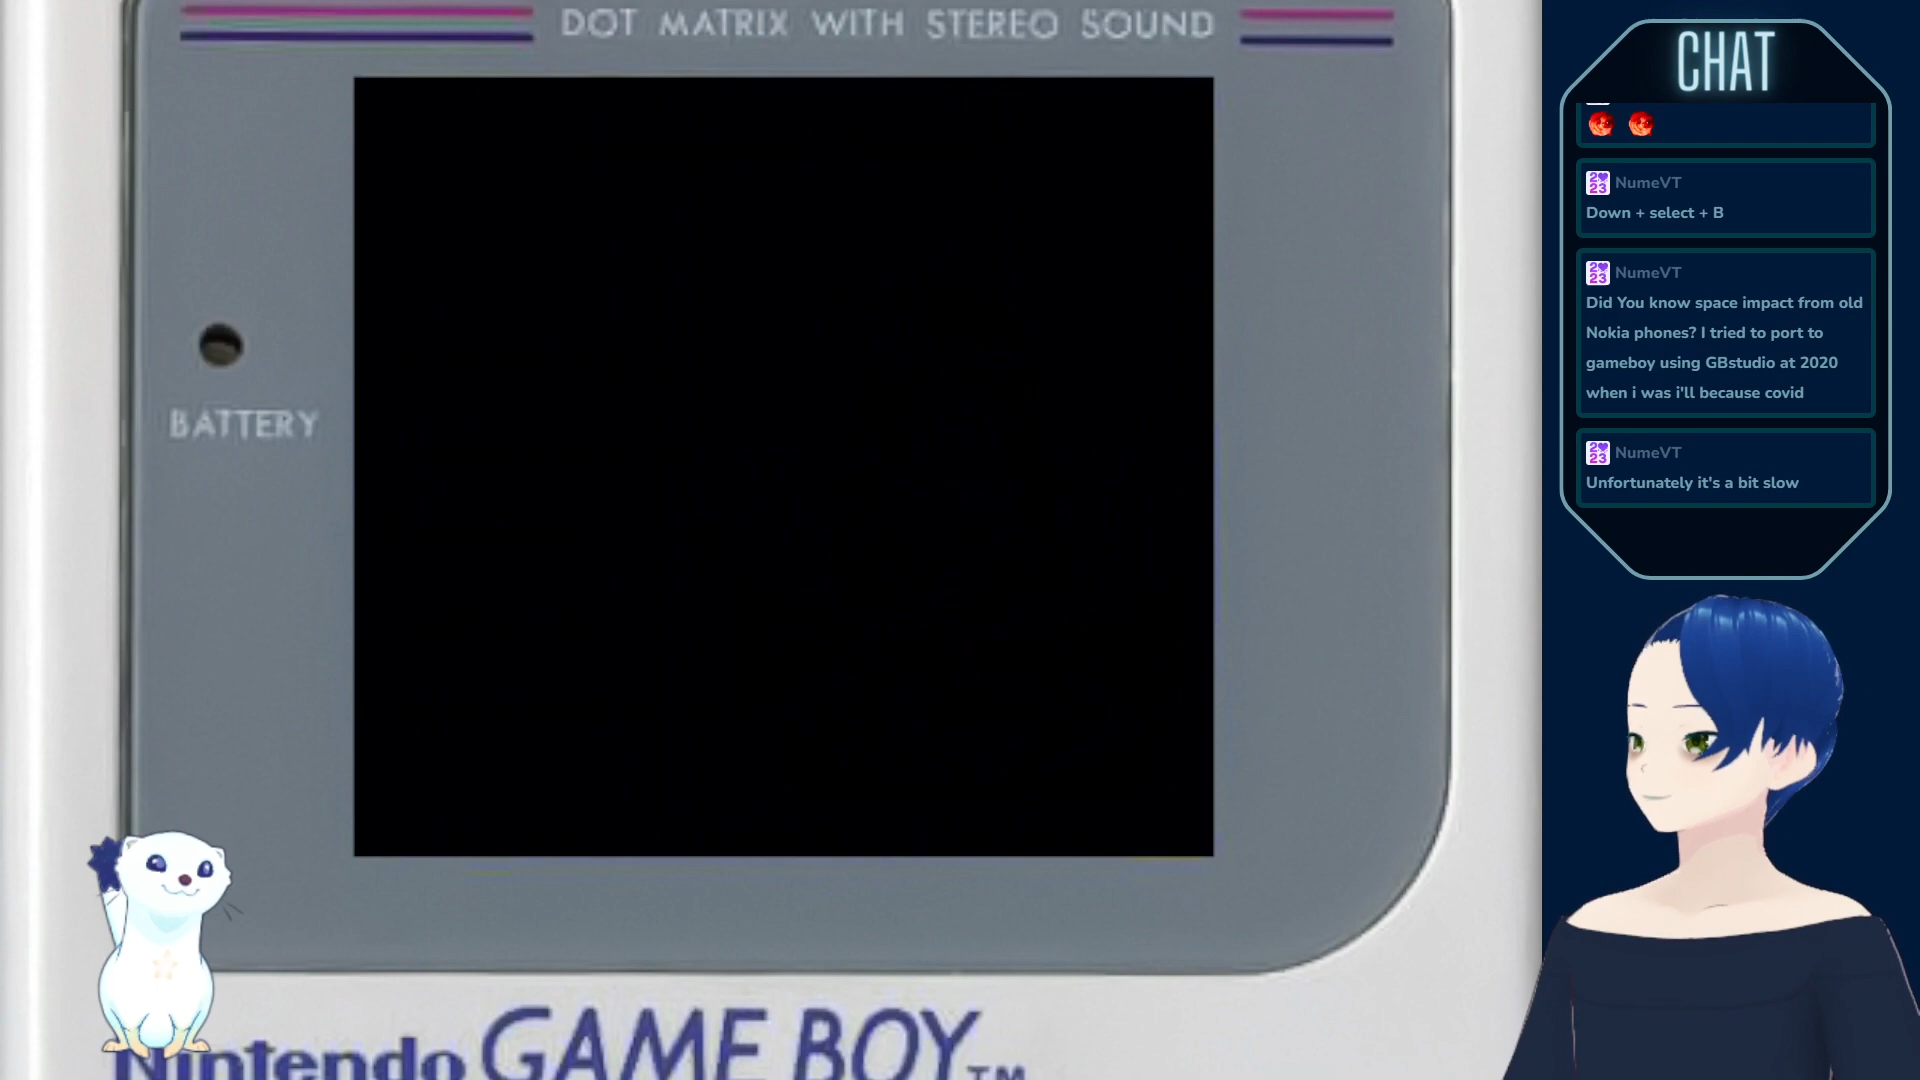 DOT MATRIX WITH STEREO SOUND
BATTERY
Nintendo GAME BOY TM
CHAT
NumeVT
Down + select + B
NumeVT
Did You know space impact from old
Nokia phones? I tried to port to
gameboy using GBstudio at 2020
when i was i'll because covid
NumeVT
Unfortunately it's a bit slow